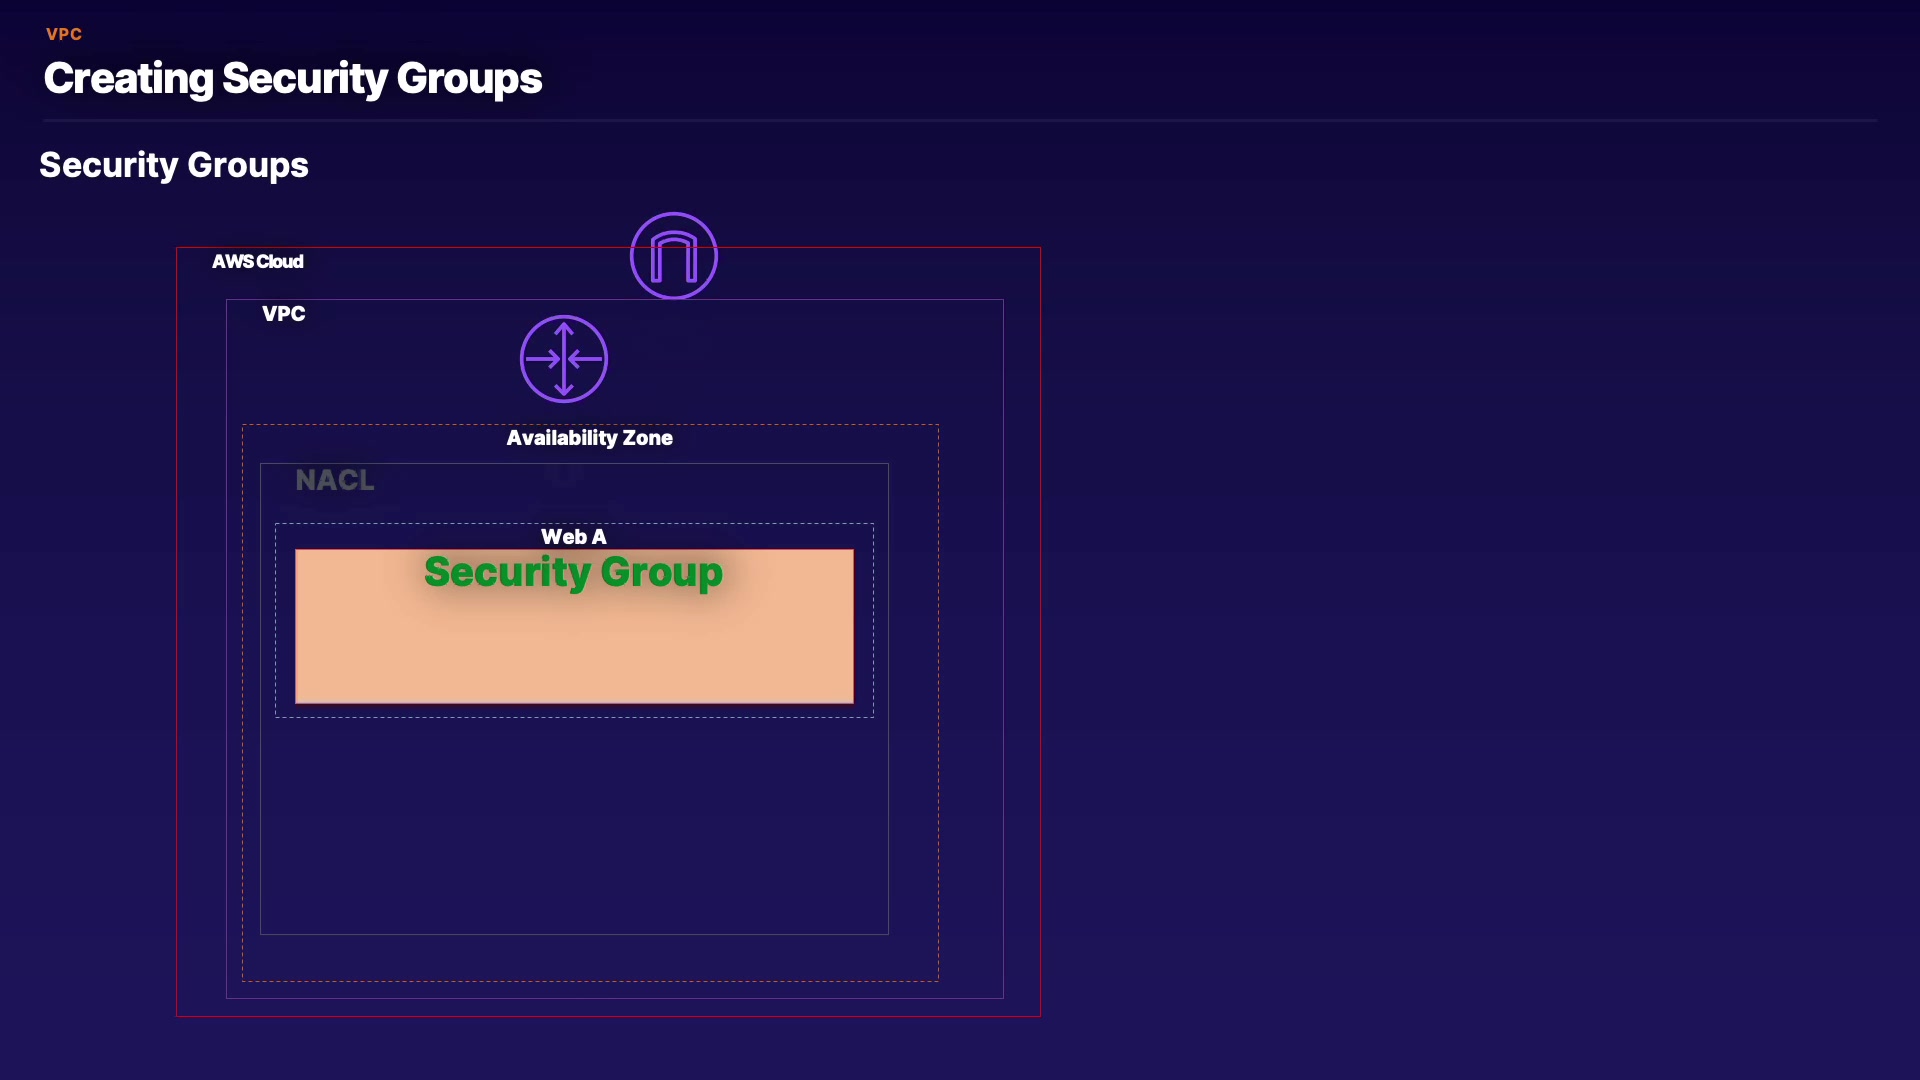 VPC
Creating Security Groups
Security Groups
AWS Cloud
VPC
Availability Zone
NACL
Web A
Security Group